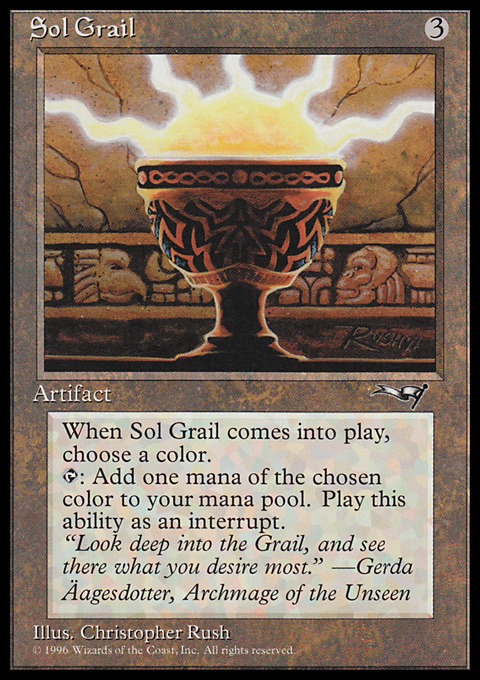 Sol Grail 3
RUSH
Artifact
When Sol Grail comes into play,
choose a color.
: Add one mana of the chosen
color to your mana pool. Play this
ability as an interrupt.
“Look deep into the Grail, and see
there what you desire most.” —Gerda
Äagesdotter, Archmage of the Unseen
Illus. Christopher Rush
© 1996 Wizards of the Coast, Inc. All rights reserved